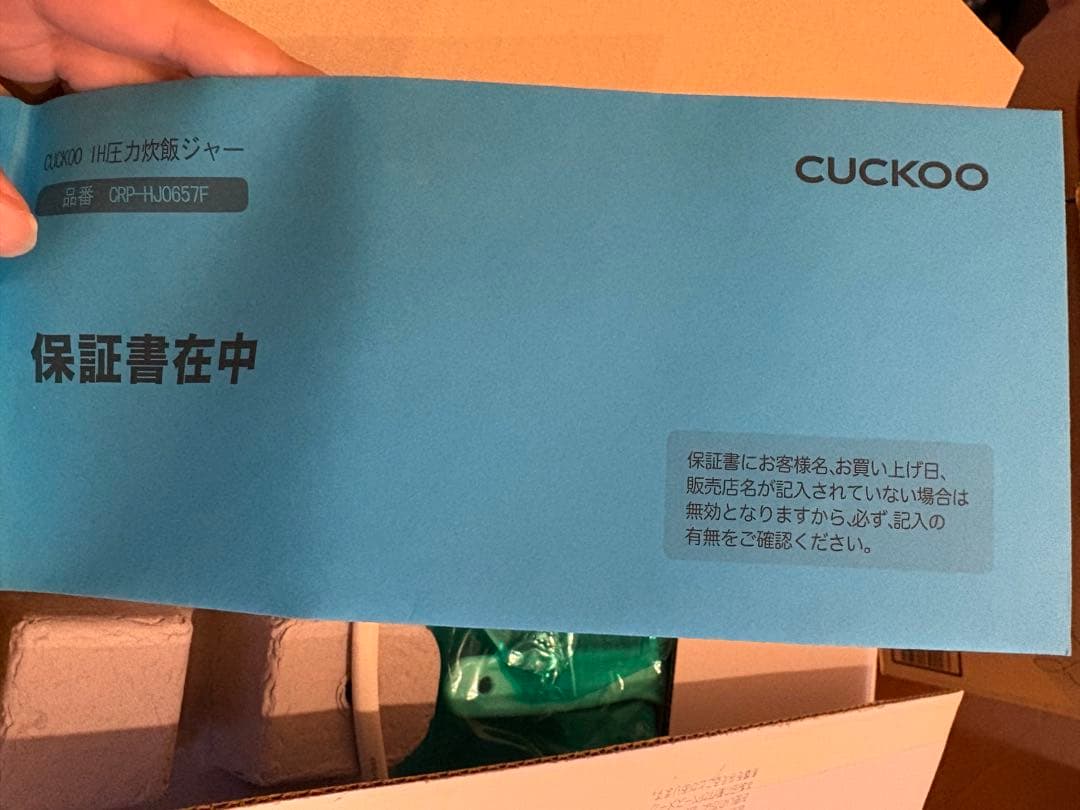 CUCKOO IH圧力炊飯ジャー
品番 CRP-HJ0657F
CUCKOO
保証書在中
保証書にお客様名､お買い上げ日､
販売店名が記入されていない場合は
無効となりますから､必ず､記入の
有無をご確認ください。